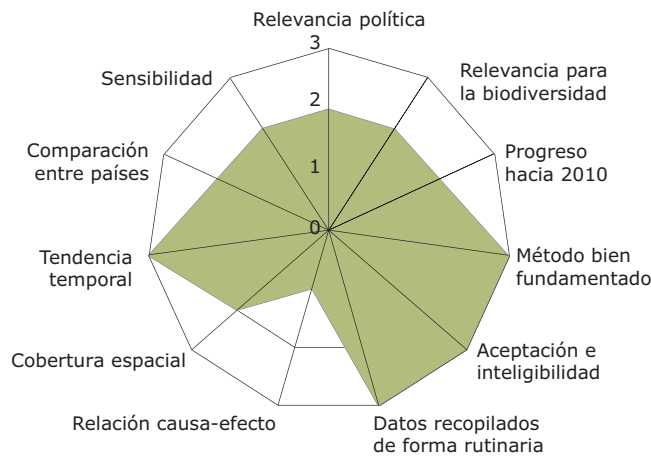 Relevancia política
3
Sensibilidad
Relevancia para
la biodiversidad
2
Comparación
entre países
Progreso
hacia 2010
1
0
Tendencia
temporal
Método bien
fundamentado
Cobertura espacial
Aceptación e
inteligibilidad
Relación causa-efecto
Datos recopilados
de forma rutinaria